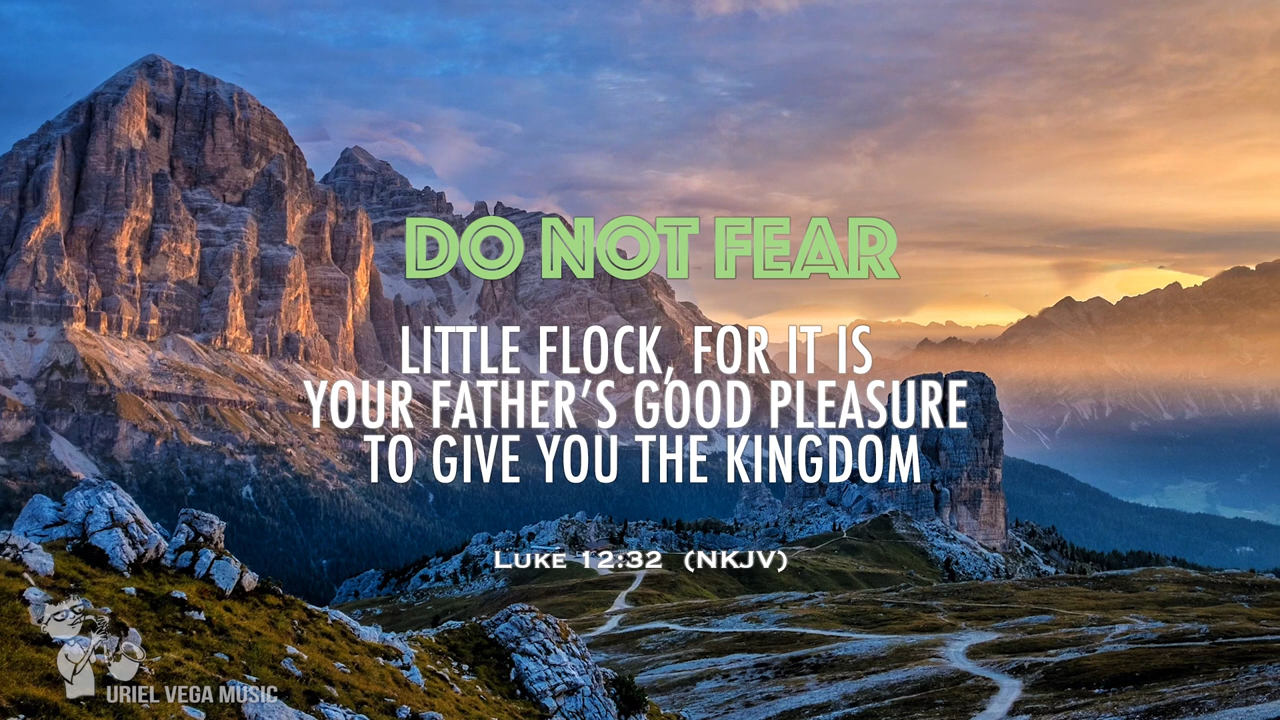 DO NOT FEAR
LITTLE FLOCK, FOR IT IS
YOUR FATHER’S GOOD PLEASURE
TO GIVE YOU THE KINGDOM
LUKE 12:32 (NKJV)
URIEL VEGA MUSIC